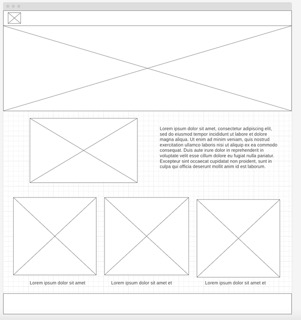 Lorem ipsum dolor sit amet, consectetur adipiscing elit,
sed do eiusmod tempor incididunt ut labore et dolore
magna aliqua. Ut enim ad minim veniam, quis nostrud
exercitation ullamco laboris nisi ut aliquip ex ea commodo
consequat. Duis aute irure dolor in reprehenderit in
voluptate velit esse cillum dolore eu fugiat nulla pariatur.
Excepteur sint occaecat cupidatat non proident, sunt in
culpa qui officia deserunt mollit anim id est laborum.
Lorem ipsum dolor sit amet
Lorem ipsum dolor sit amet et
Lorem ipsum dolor sit amet et